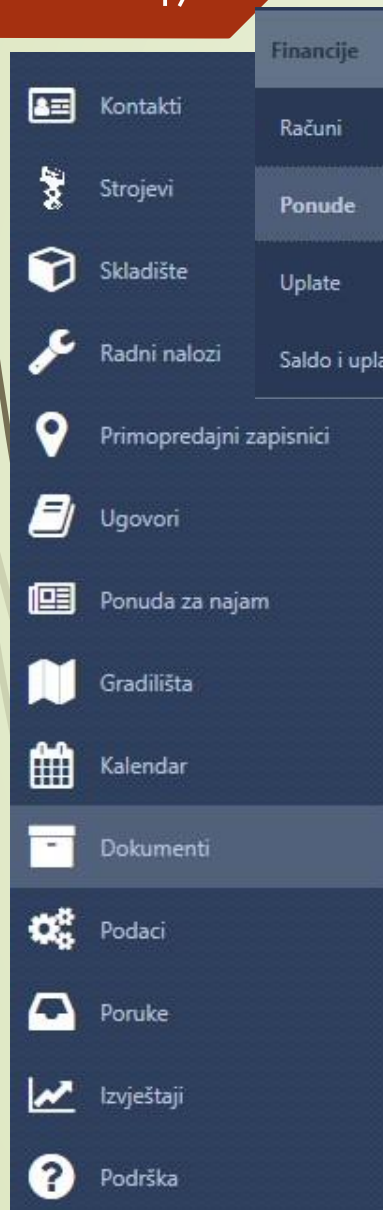 Financije
Računi
Ponude
Uplate
Saldo i
Kontakti
Strojevi
Skladište
Radni nalozi
Primopredajni zapisnici
Ugovori
Ponuda za najam
Gradilišta
Kalendar
Dokumenti
Podaci
Poruke
Izvještaji
Podrška